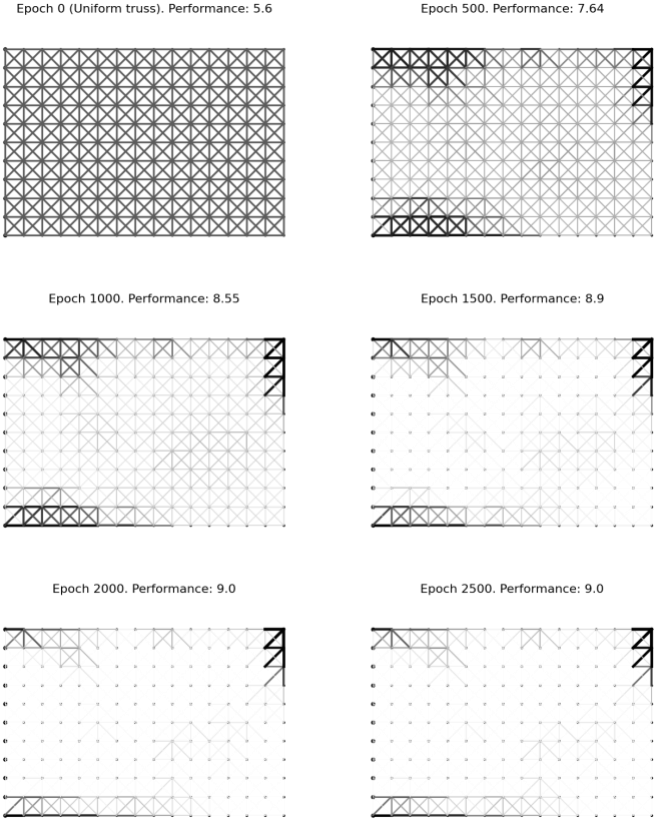 Epoch 0 (Uniform truss). Performance: 5.6
Epoch 500. Performance: 7.64
Epoch 1000. Performance: 8.55
Epoch 1500. Performance: 8.9
Epoch 2000. Performance: 9.0
Epoch 2500. Performance: 9.0